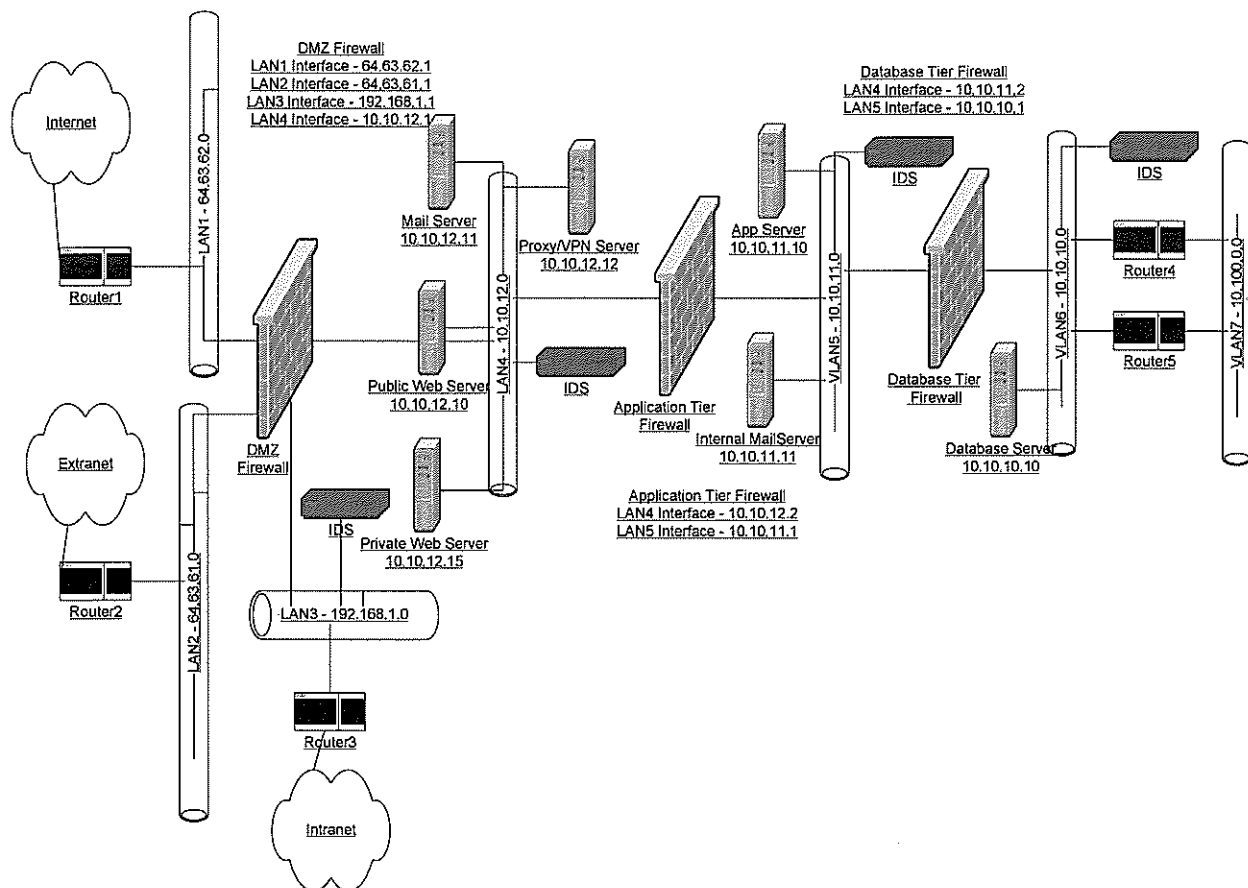 DMZ Firewall
LAN1 Interface - 64.63.62.1
LAN2 Interface - 64.63.61.1
LAN3 Interface - 192.168.1.1
LAN4 Interface - 10.10.12.1
Database Tier Firewall
LAN4 Interface - 10.10.11.2
LAN5 Interface - 10.10.10.1
Internet
Router1
LAN1 - 64.63.62.0
Mail Server
10.10.12.11
Proxy/VPN Server
10.10.12.12
App Server
10.10.11.10
IDS
IDS
Router4
Router5
Public Web Server
10.10.12.10
LAN4 - 10.10.12.0
IDS
Application Tier
Firewall
VLAN5 - 10.10.11.0
Database Tier
Firewall
VLAN6 - 10.10.10.0
VLAN7 - 10.100.0.0
Internal MailServer
10.10.11.11
Database Server
10.10.10.10
Extranet
DMZ
Firewall
IDS
Private Web Server
10.10.12.15
Application Tier Firewall
LAN4 Interface - 10.10.12.2
LAN5 Interface - 10.10.11.1
Router2
LAN2 - 64.63.61.0
LAN3 - 192.168.1.0
Router3
Intranet